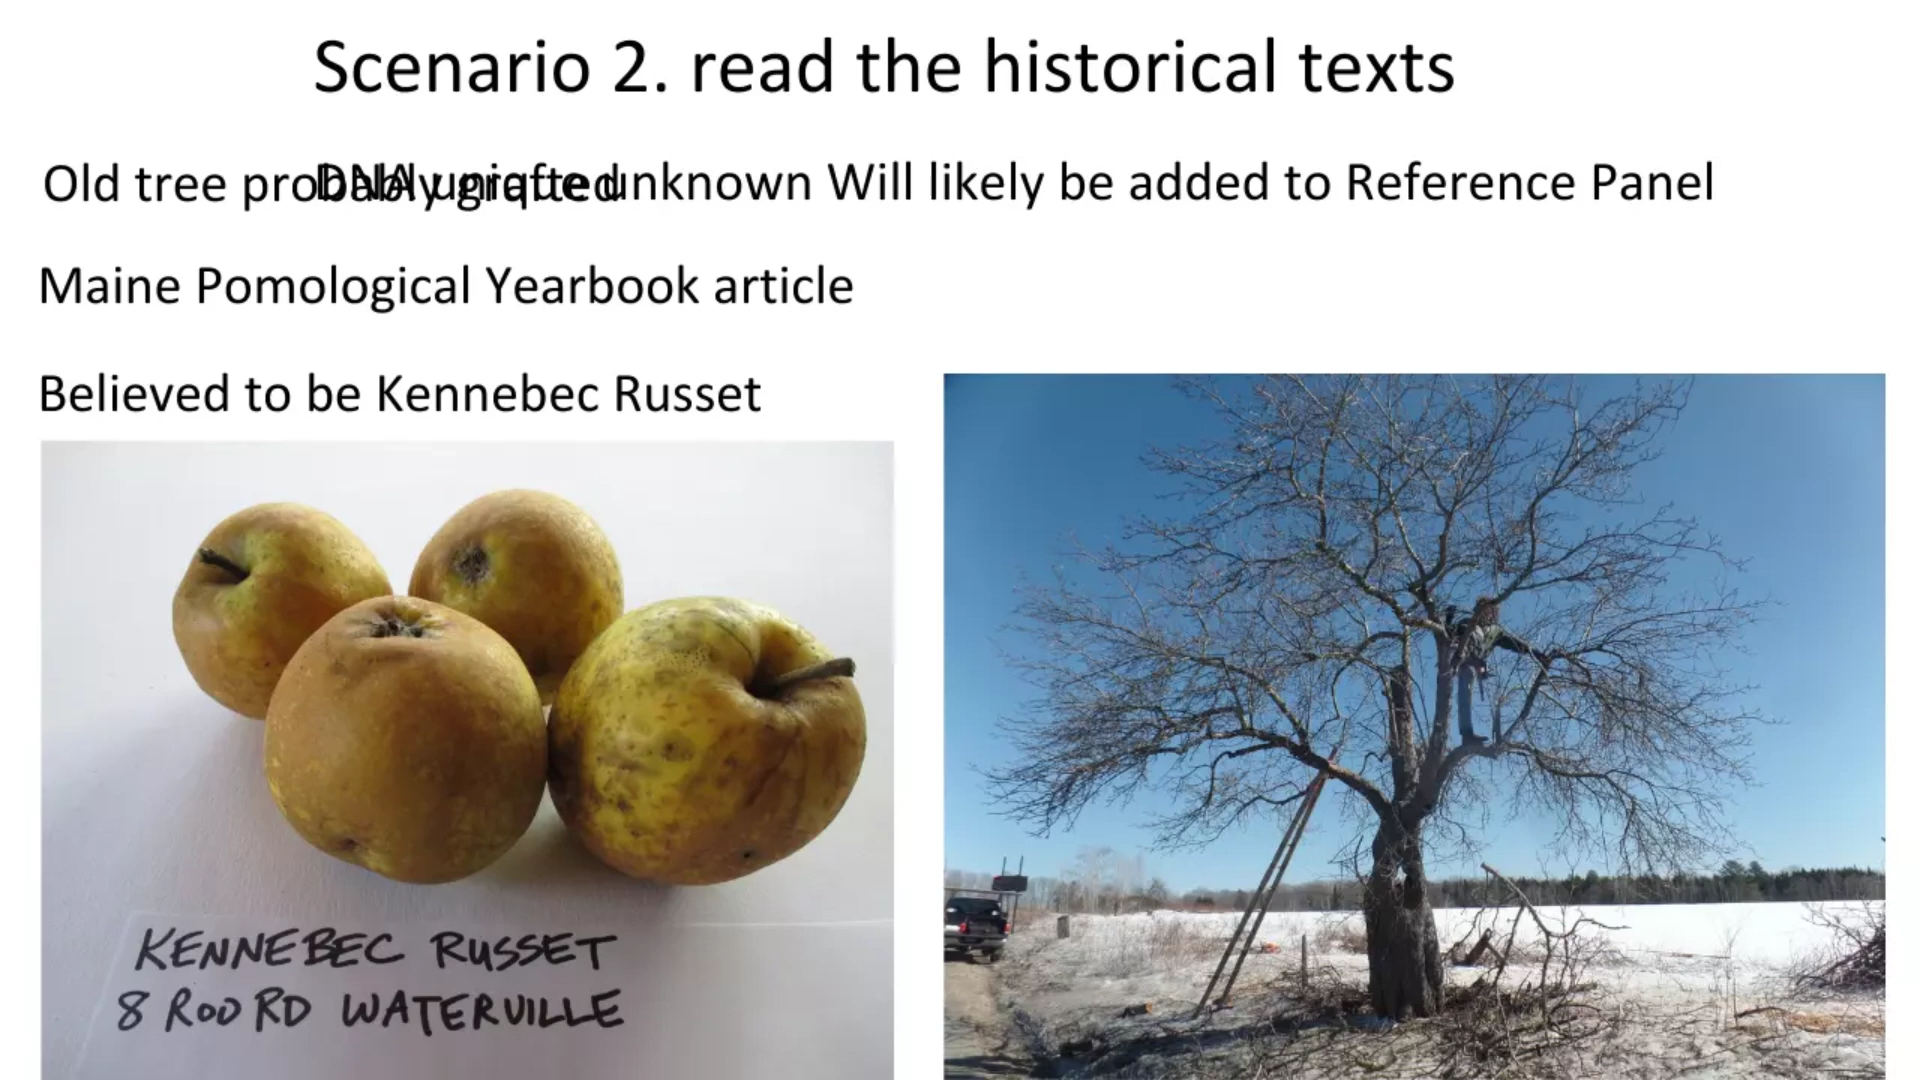 Scenario 2. read the historical texts
Old tree probably grafted
DNA unique unknown Will likely be added to Reference Panel
Maine Pomological Yearbook article
Believed to be Kennebec Russet
KENNEBEC RUSSET
8 ROO RD WATERVILLE